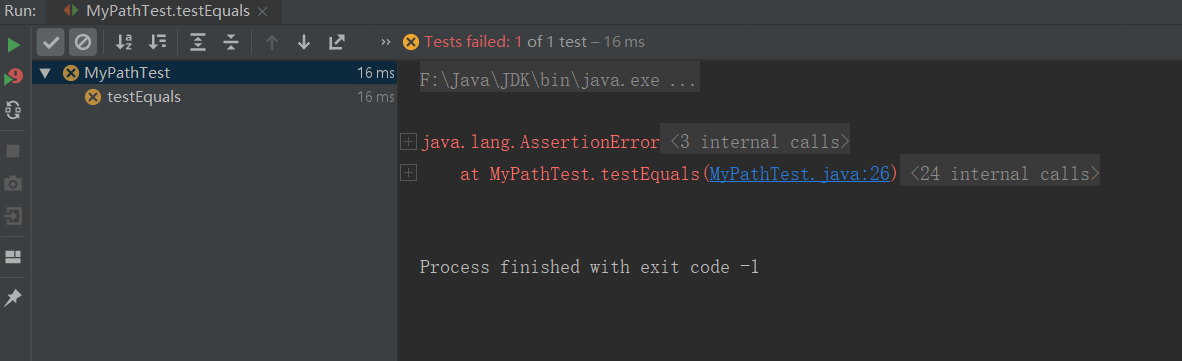 Run: MyPathTest.testEquals ×
» Tests failed: 1 of 1 test – 16 ms
MyPathTest 16 ms
testEquals 16 ms
F:\Java\JDK\bin\java.exe ...
java.lang.AssertionError <3 internal calls>
at MyPathTest.testEquals(MyPathTest.java:26) <24 internal calls>
Process finished with exit code -1